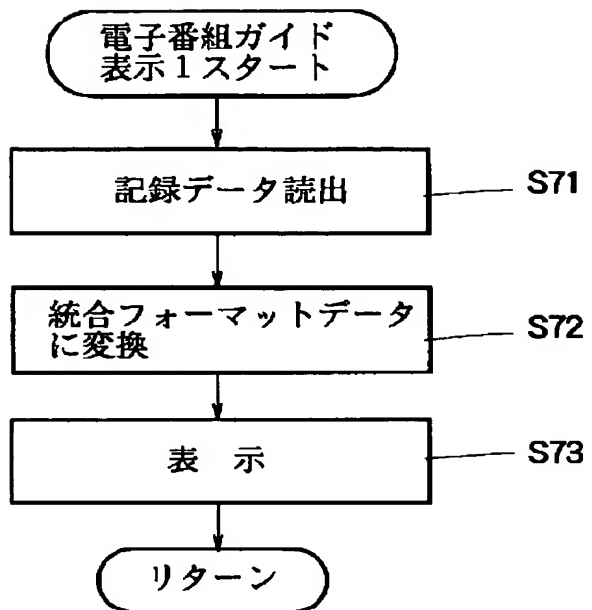 電子番組ガイド
表示1スタート
記録データ読出
S71
統合フォーマットデータ
に変換
S72
表 示
S73
リターン